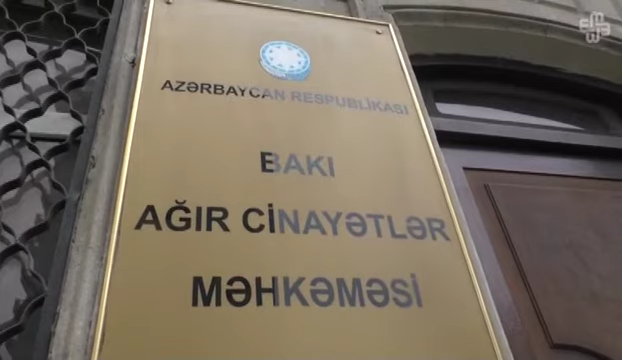 AZƏRBAYCAN RESPUBLİKASI
BAKI
AĞIR CİNAYƏTLƏR
MƏHKƏMƏSİ